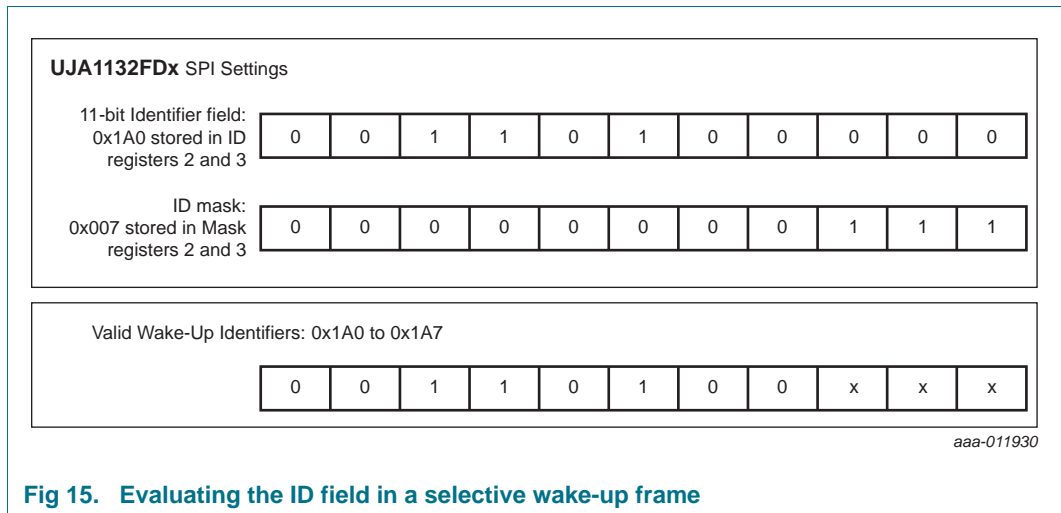 UJA1132FDx SPI Settings
11-bit Identifier field:
0x1A0 stored in ID
registers 2 and 3
0 0 1 1 0 1 0 0 0 0 0
ID mask:
0x007 stored in Mask
registers 2 and 3
0 0 0 0 0 0 0 0 1 1 1
Valid Wake-Up Identifiers: 0x1A0 to 0x1A7
0 0 1 1 0 1 0 0 x x x
aaa-011930
Fig 15. Evaluating the ID field in a selective wake-up frame